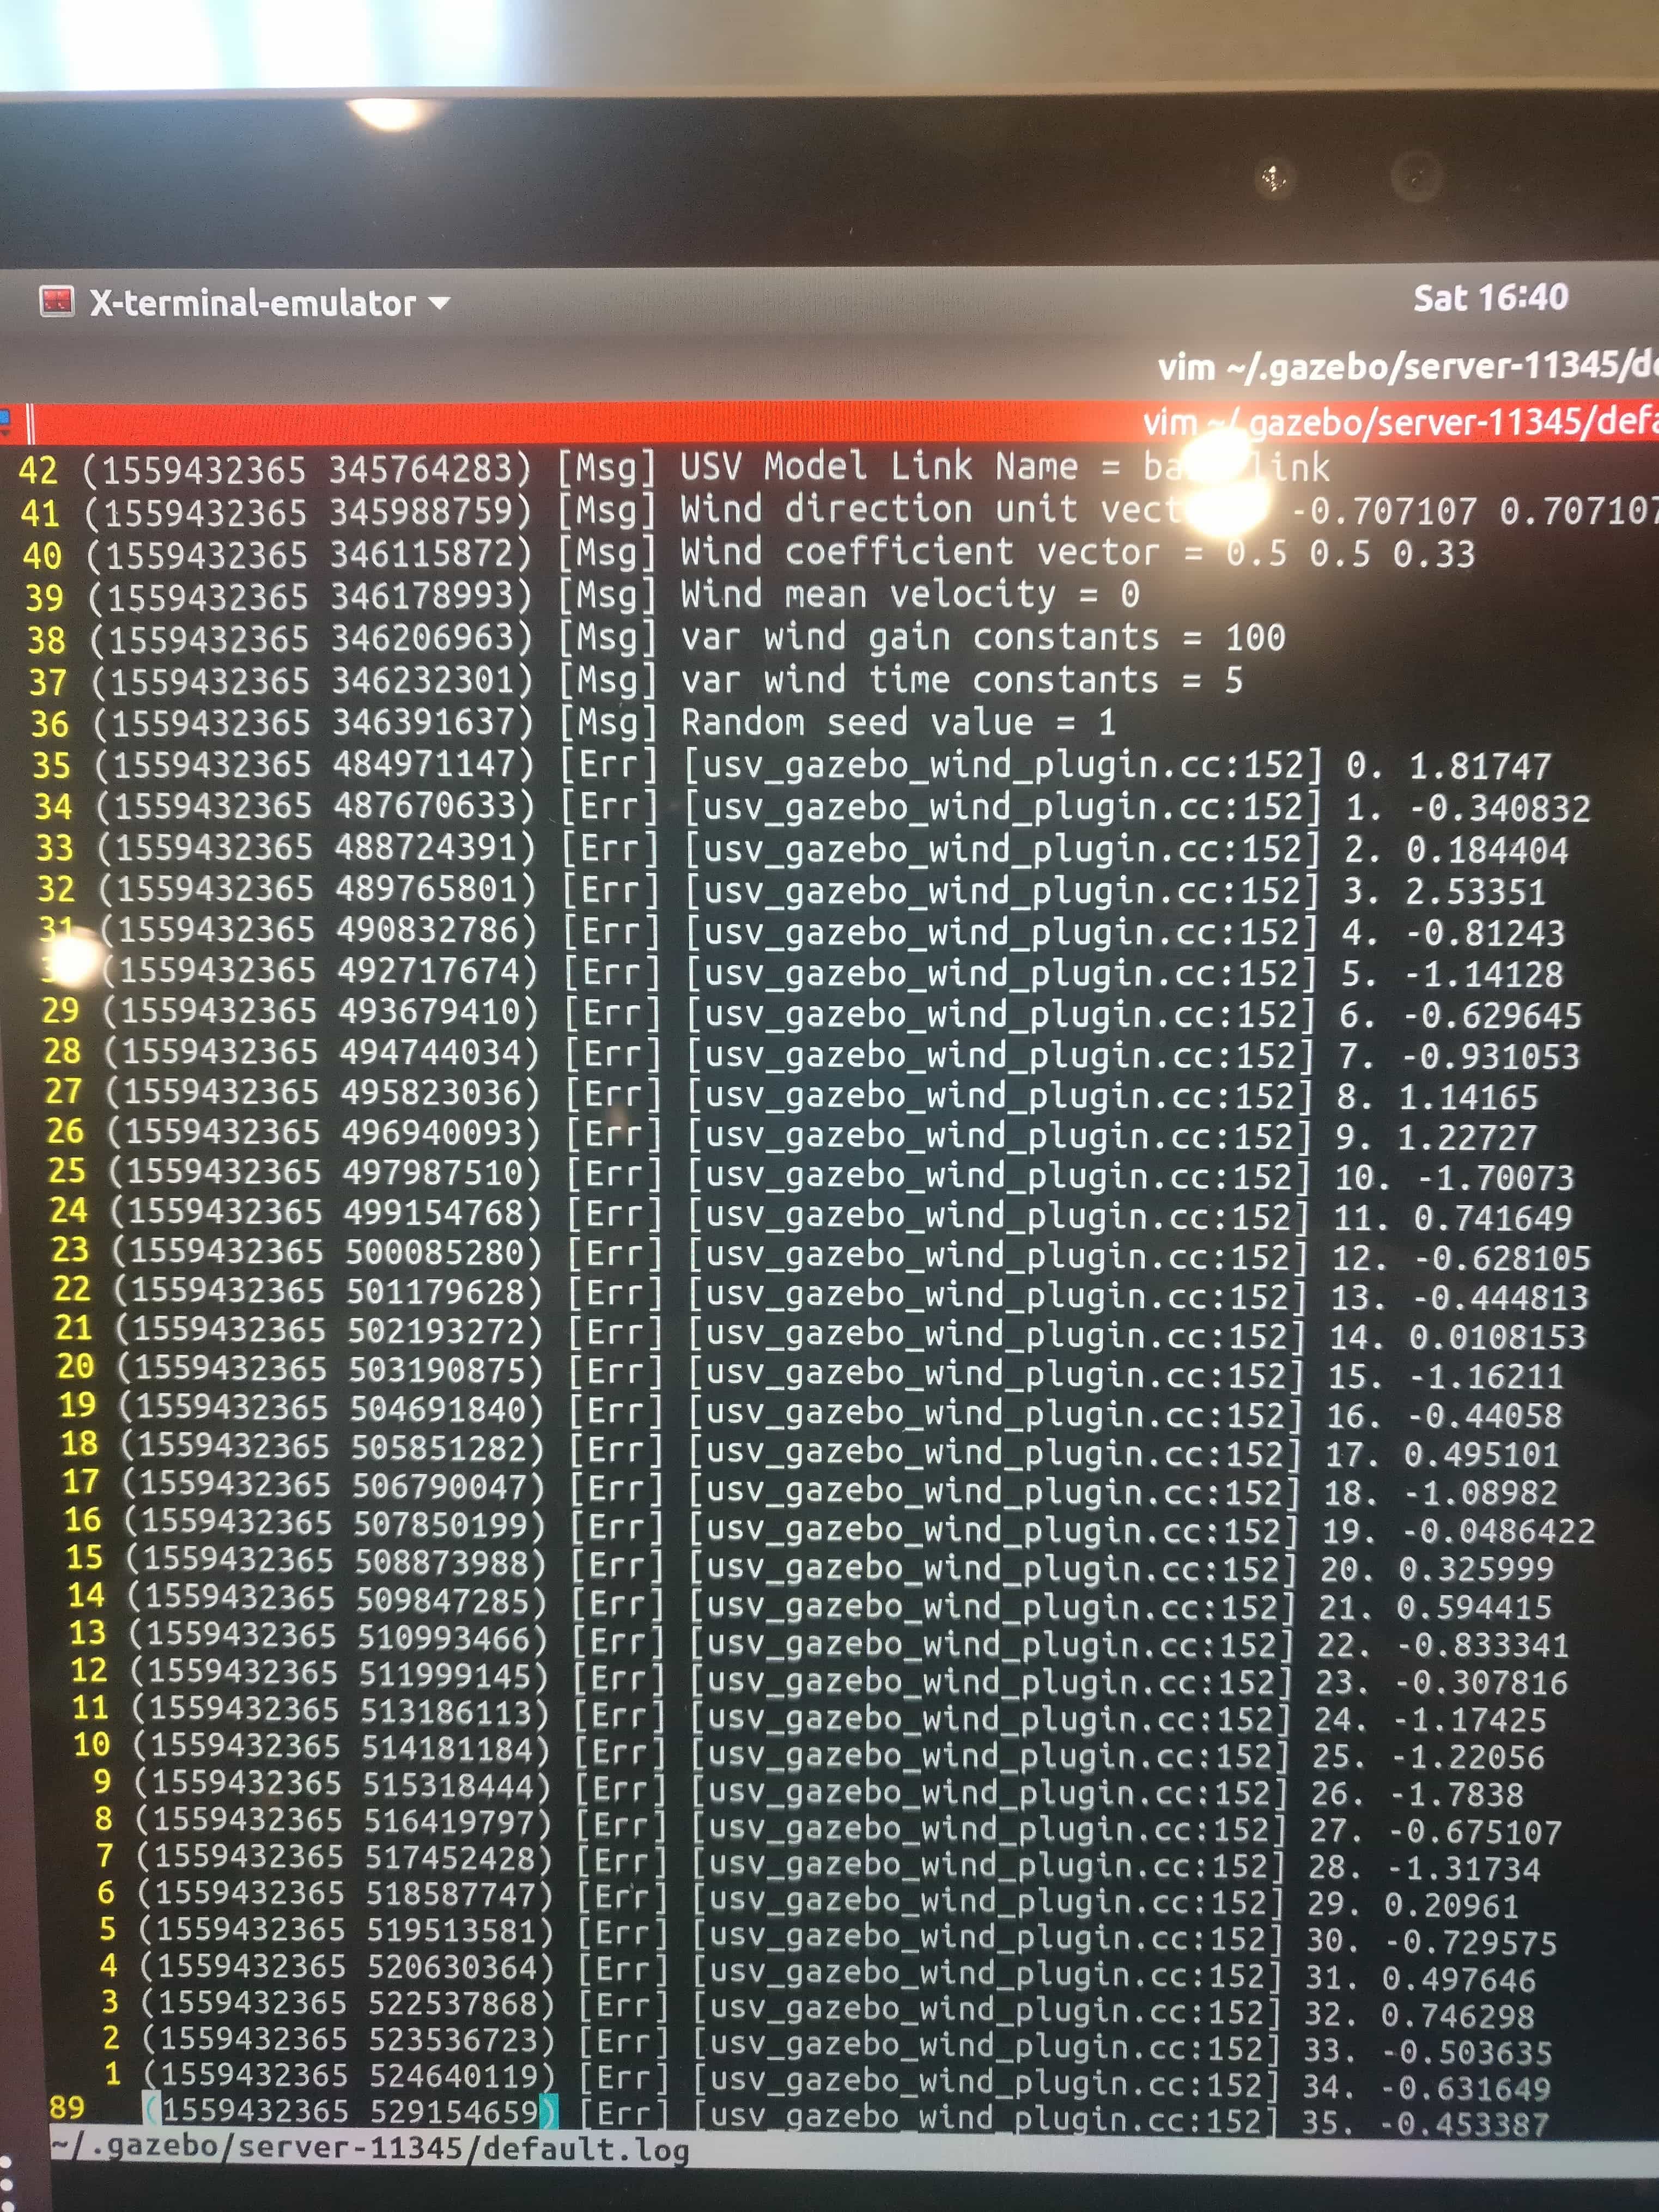 X-terminal-emulator
Sat 16:40
vim ~/.gazebo/server-11345/de
vim ~/.gazebo/server-11345/defa
42 (1559432365 345764283) [Msg] USV Model Link Name = link
41 (1559432365 345988759) [Msg] Wind direction unit -0.707107 0.707107
40 (1559432365 346115872) [Msg] Wind coefficient vector = 0.5 0.5 0.33
39 (1559432365 346178993) [Msg] Wind mean velocity = 0
38 (1559432365 346206963) [Msg] var wind gain constants = 100
37 (1559432365 346232301) [Msg] var wind time constants = 5
36 (1559432365 346391637) [Msg] Random seed value = 1
35 (1559432365 484971147) [Err] [usv_gazebo_wind_plugin.cc:152] 0. 1.81747
34 (1559432365 487670633) [Err] [usv_gazebo_wind_plugin.cc:152] 1. -0.340832
33 (1559432365 488724391) [Err] [usv_gazebo_wind_plugin.cc:152] 2. 0.184404
32 (1559432365 489765801) [Err] [usv_gazebo_wind_plugin.cc:152] 3. 2.53351
31 (1559432365 490832786) [Err] [usv_gazebo_wind_plugin.cc:152] 4. -0.81243
(1559432365 492717674) [Err] [usv_gazebo_wind_plugin.cc:152] 5. -1.14128
29 (1559432365 493679410) [Err] [usv_gazebo_wind_plugin.cc:152] 6. -0.629645
28 (1559432365 494744034) [Err] [usv_gazebo_wind_plugin.cc:152] 7. -0.931053
27 (1559432365 495823036) [Err] [usv_gazebo_wind_plugin.cc:152] 8. 1.14165
26 (1559432365 496940093) [Err] [usv_gazebo_wind_plugin.cc:152] 9. 1.22727
25 (1559432365 497987510) [Err] [usv_gazebo_wind_plugin.cc:152] 10. -1.70073
24 (1559432365 499154768) [Err] [usv_gazebo_wind_plugin.cc:152] 11. 0.741649
23 (1559432365 500085280) [Err] [usv_gazebo_wind_plugin.cc:152] 12. -0.628105
22 (1559432365 501179628) [Err] [usv_gazebo_wind_plugin.cc:152] 13. -0.444813
21 (1559432365 502193272) [Err] [usv_gazebo_wind_plugin.cc:152] 14. 0.0108153
20 (1559432365 503190875) [Err] [usv_gazebo_wind_plugin.cc:152] 15. -1.16211
19 (1559432365 504691840) [Err] [usv_gazebo_wind_plugin.cc:152] 16. -0.44058
18 (1559432365 505851282) [Err] [usv_gazebo_wind_plugin.cc:152] 17. 0.495101
17 (1559432365 506790047) [Err] [usv_gazebo_wind_plugin.cc:152] 18. -1.08982
16 (1559432365 507850199) [Err] [usv_gazebo_wind_plugin.cc:152] 19. -0.0486422
15 (1559432365 508873988) [Err] [usv_gazebo_wind_plugin.cc:152] 20. 0.325999
14 (1559432365 509847285) [Err] [usv_gazebo_wind_plugin.cc:152] 21. 0.594415
13 (1559432365 510993466) [Err] [usv_gazebo_wind_plugin.cc:152] 22. -0.833341
12 (1559432365 511999145) [Err] [usv_gazebo_wind_plugin.cc:152] 23. -0.307816
11 (1559432365 513186113) [Err] [usv_gazebo_wind_plugin.cc:152] 24. -1.17425
10 (1559432365 514181184) [Err] [usv_gazebo_wind_plugin.cc:152] 25. -1.22056
9 (1559432365 515318444) [Err] [usv_gazebo_wind_plugin.cc:152] 26. -1.7838
8 (1559432365 516419797) [Err] [usv_gazebo_wind_plugin.cc:152] 27. -0.675107
7 (1559432365 517452428) [Err] [usv_gazebo_wind_plugin.cc:152] 28. -1.31734
6 (1559432365 518587747) [Err] [usv_gazebo_wind_plugin.cc:152] 29. 0.20961
5 (1559432365 519513581) [Err] [usv_gazebo_wind_plugin.cc:152] 30. -0.729575
4 (1559432365 520630364) [Err] [usv_gazebo_wind_plugin.cc:152] 31. 0.497646
3 (1559432365 522537868) [Err] [usv_gazebo_wind_plugin.cc:152] 32. 0.746298
2 (1559432365 523536723) [Err] [usv_gazebo_wind_plugin.cc:152] 33. -0.503635
1 (1559432365 524640119) [Err] [usv_gazebo_wind_plugin.cc:152] 34. -0.631649
89 (1559432365 529154659) [Err] [usv_gazebo_wind_plugin.cc:152] 35. -0.453387
~/.gazebo/server-11345/default.log